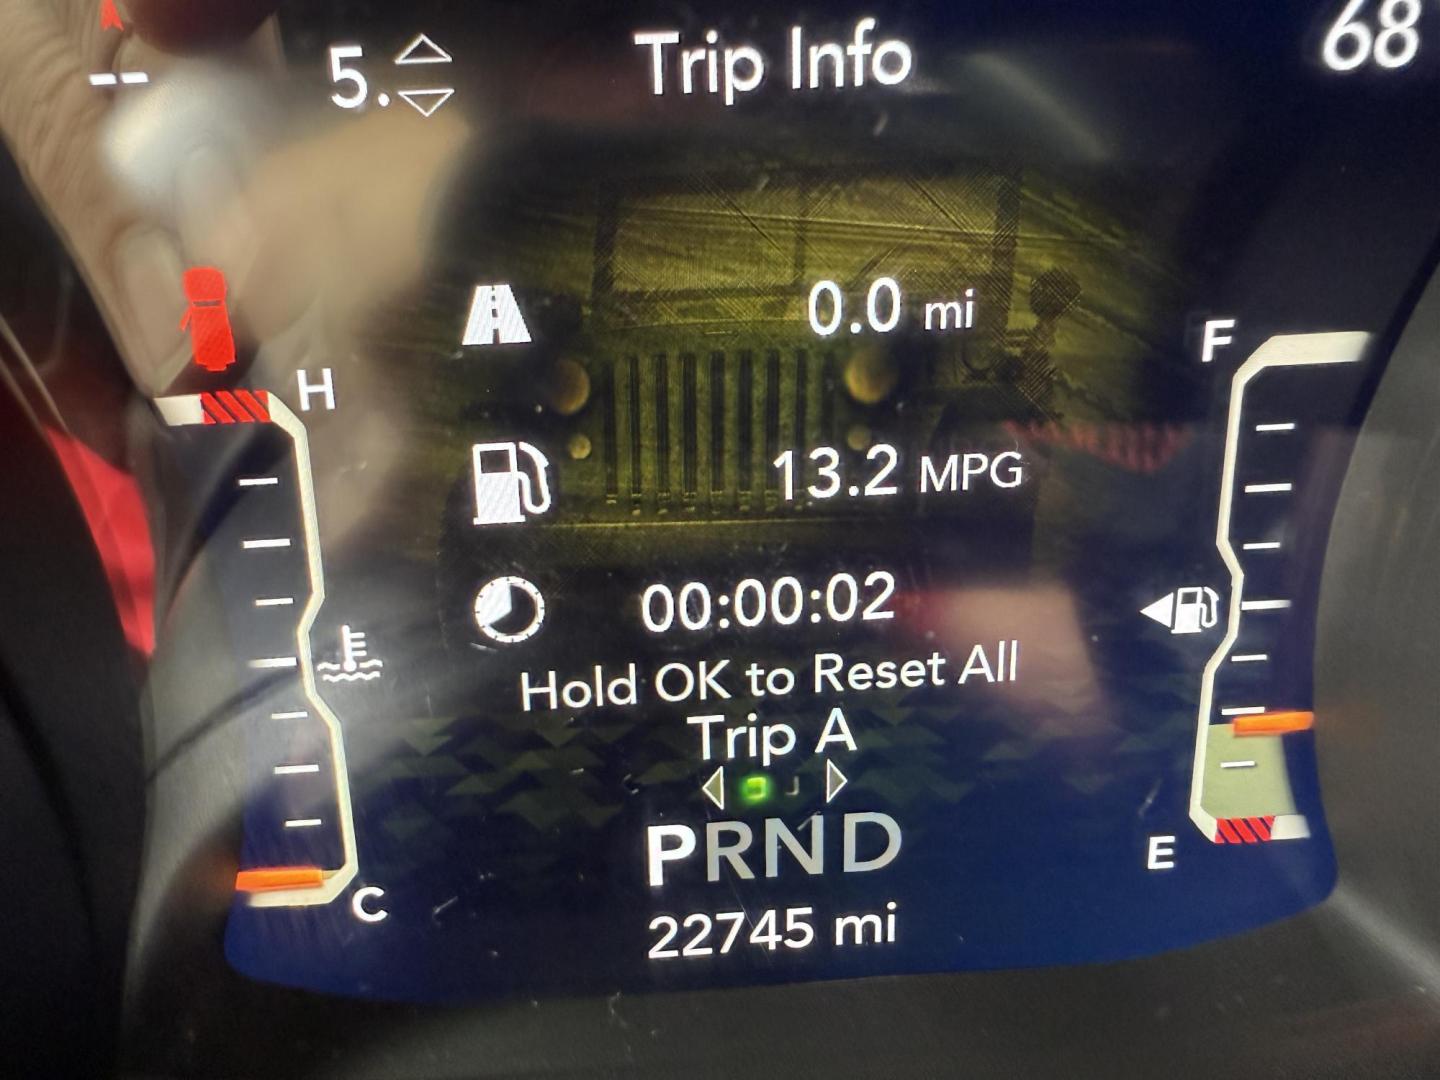 --
5.
Trip Info
68
H
0.0 mi
F
13.2 MPG
00:00:02
Hold OK to Reset All
Trip A
PRND
E
C
22745 mi